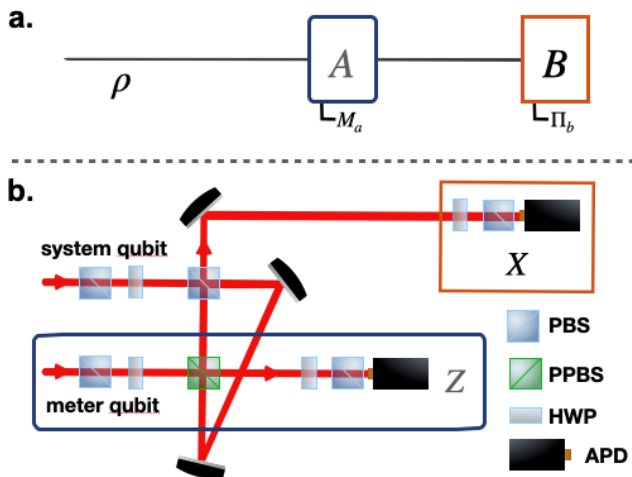 a.
ρ
A
B
M_a
Π_b
b.
system qubit
X
PBS
PPBS
Z
meter qubit
HWP
APD